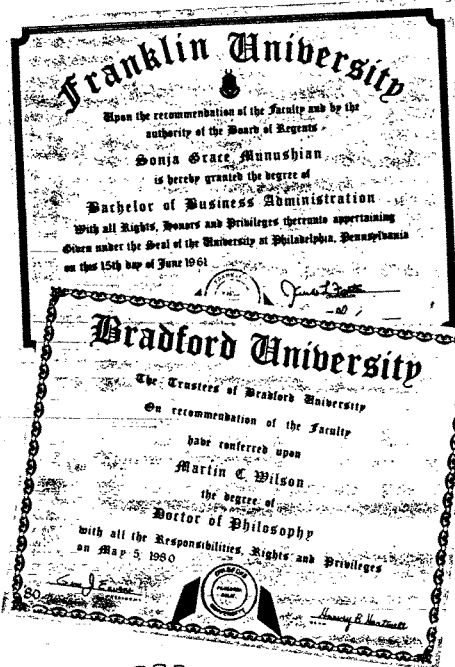 Franklin University
Upon the recommendation of the Faculty and by the
authority of the Board of Regents
Sonja Grace Munushian
is hereby granted the degree of
Bachelor of Business Administration
With all Rights, Honors and Privileges thereunto appertaining
Given under the Seal of the University at Philadelphia, Pennsylvania
on this 15th day of June 1961
Bradford University
The Trustees of Bradford University
On recommendation of the Faculty
have conferred upon
Martin C. Wilson
the degree of
Doctor of Philosophy
with all the Responsibilities, Rights and Privileges
on May 5, 1980
80